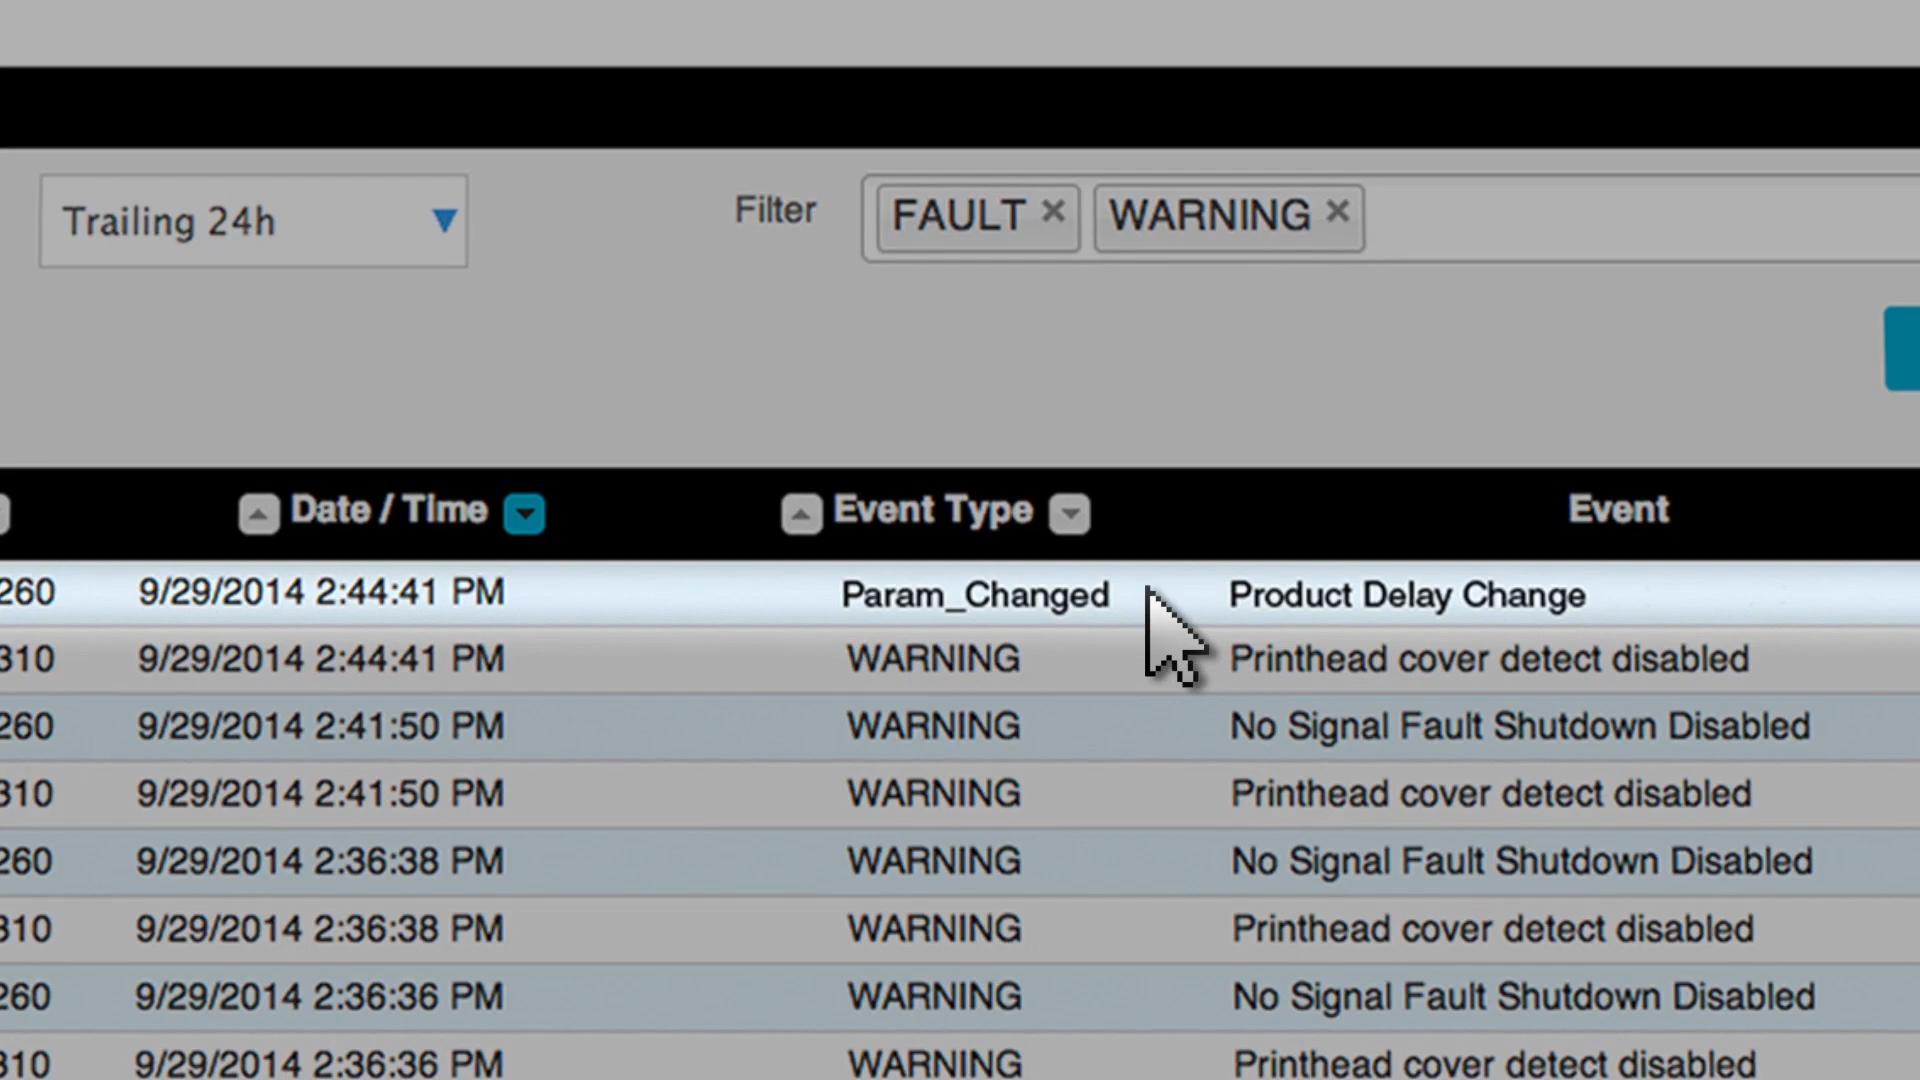 Trailing 24h Filter FAULT × WARNING ×
Date / Time Event Type Event
260 9/29/2014 2:44:41 PM Param_Changed Product Delay Change
310 9/29/2014 2:44:41 PM WARNING Printhead cover detect disabled
260 9/29/2014 2:41:50 PM WARNING No Signal Fault Shutdown Disabled
310 9/29/2014 2:41:50 PM WARNING Printhead cover detect disabled
260 9/29/2014 2:36:38 PM WARNING No Signal Fault Shutdown Disabled
310 9/29/2014 2:36:38 PM WARNING Printhead cover detect disabled
260 9/29/2014 2:36:36 PM WARNING No Signal Fault Shutdown Disabled
310 9/29/2014 2:36:36 PM WARNING Printhead cover detect disabled